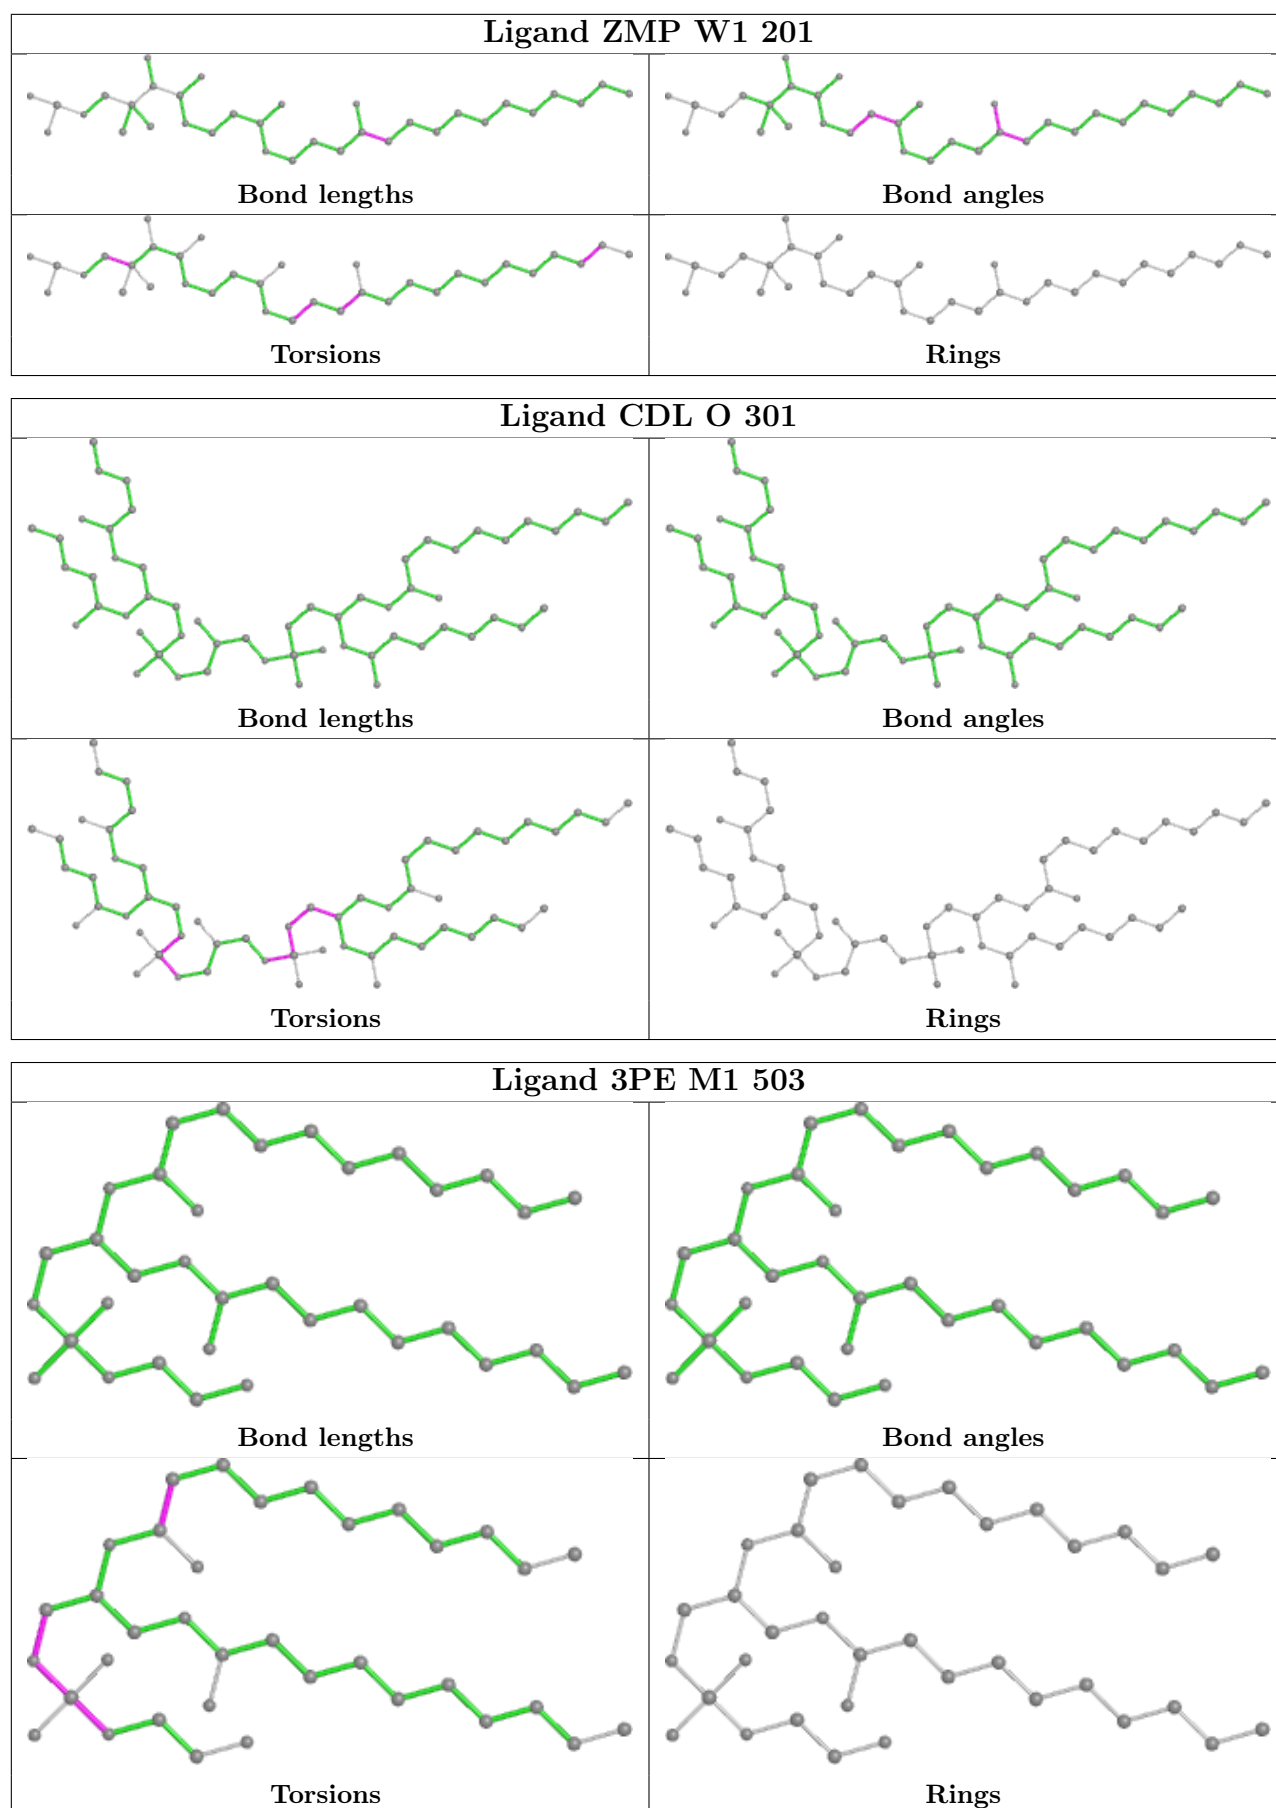 Ligand ZMP W1 201
Bond lengths
Bond angles
Torsions
Rings
Ligand CDL O 301
Bond lengths
Bond angles
Torsions
Rings
Ligand 3PE M1 503
Bond lengths
Bond angles
Torsions
Rings